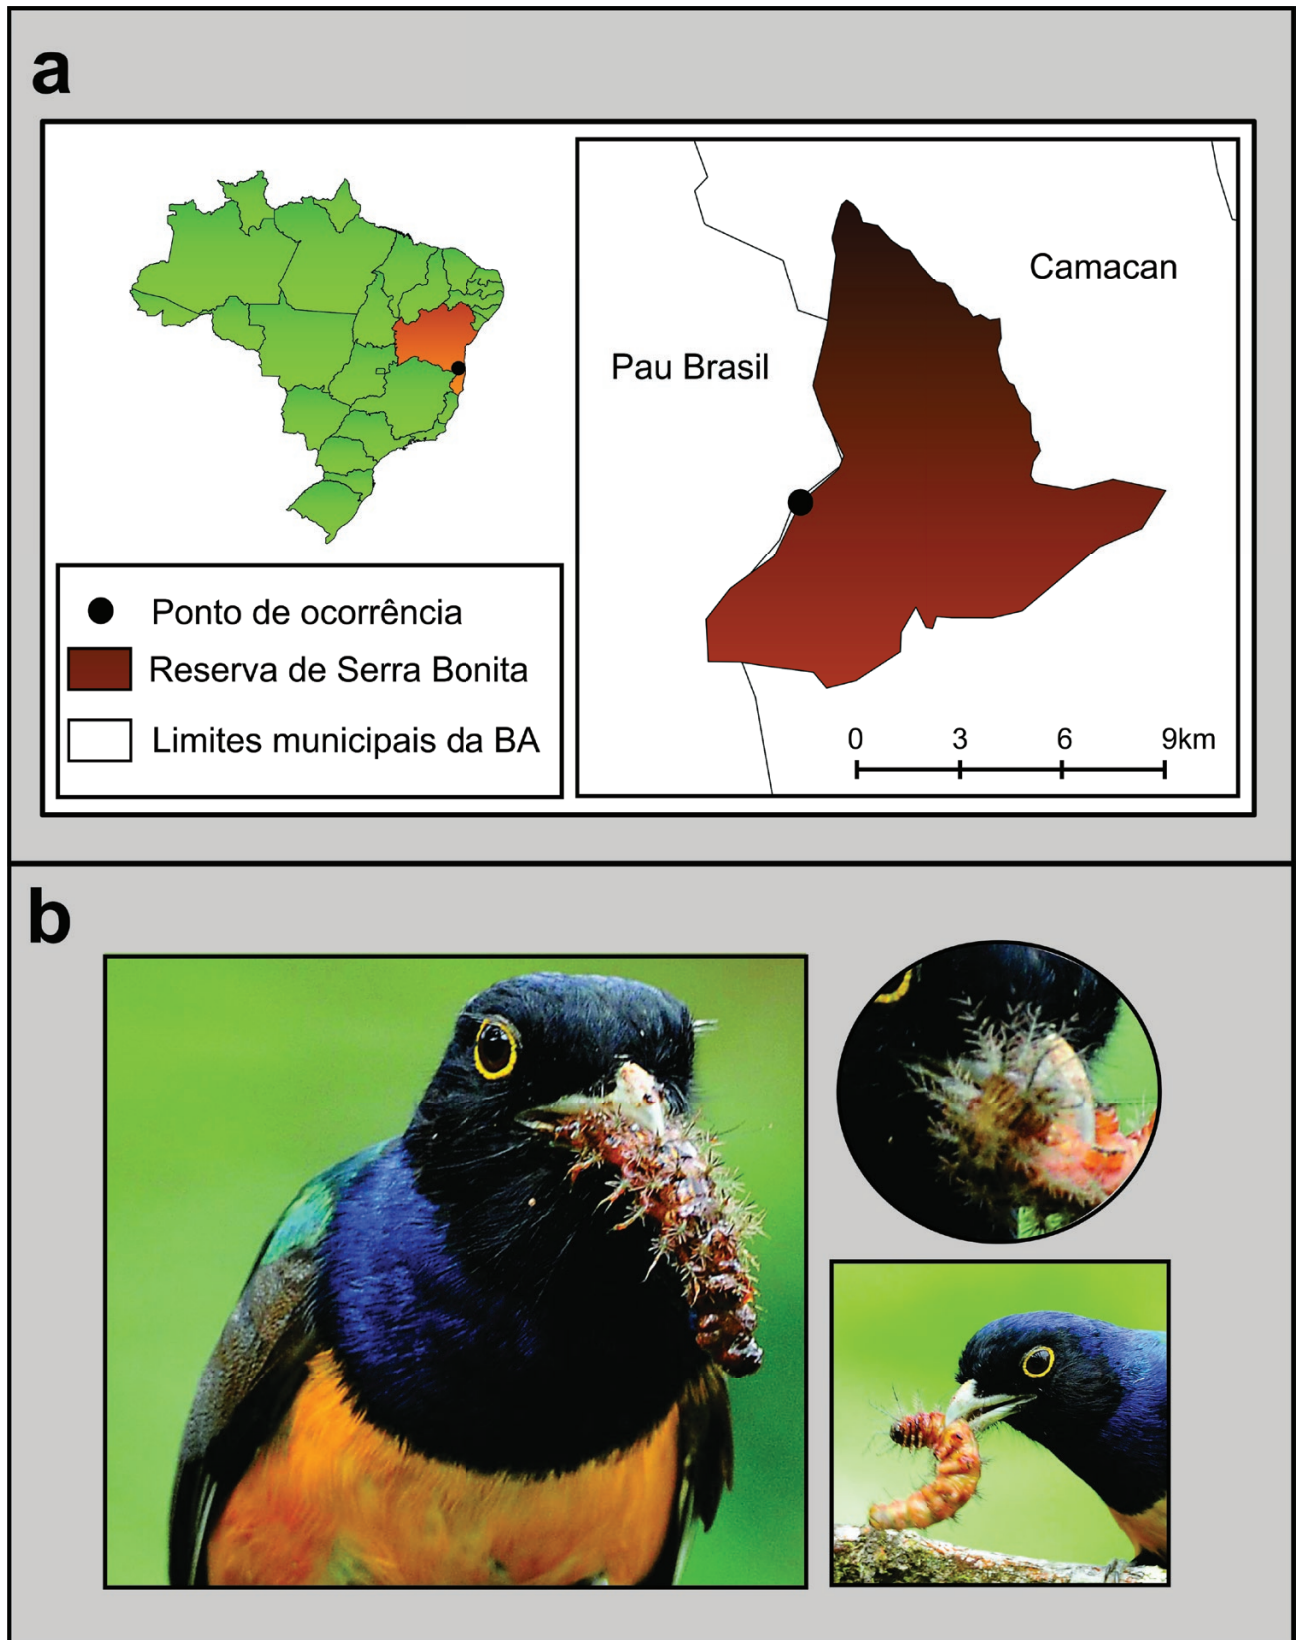 a
Pau Brasil
Camacan
Ponto de ocorrência
Reserva de Serra Bonita
Limites municipais da BA
0 3 6 9km
b